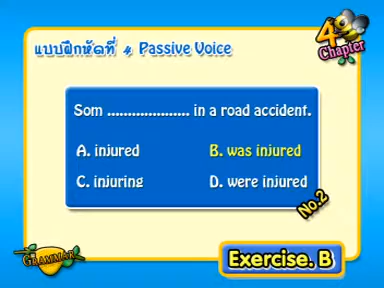 แบบฝึกหัดที่ 4 Passive Voice
4
Chapter
Som .................... in a road accident.
A. injured
B. was injured
C. injuring
D. were injured
No.2
GRAMMAR
Exercise. B